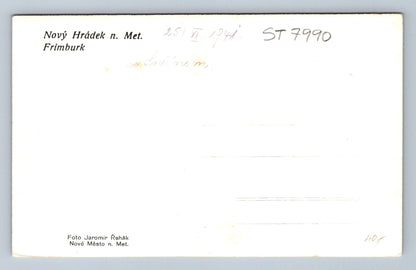 Nový Hrádek n. Met.
Frimburk
25. VI 1941.
ST 7990
Foto Jaromír Řehák
Nové Město n. Met.